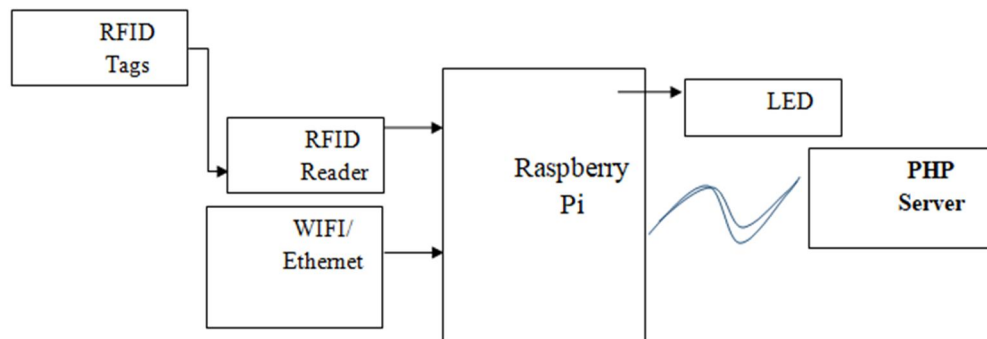 RFID
Tags
RFID
Reader
WIFI/
Ethernet
Raspberry
Pi
LED
PHP
Server